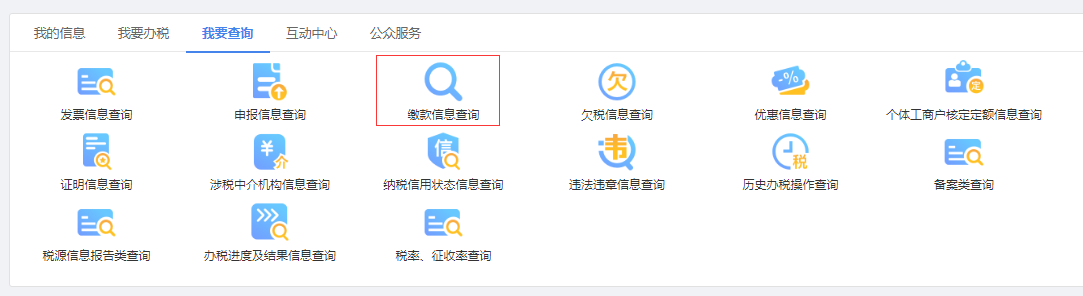 我的信息 我要办税 我要查询 互动中心 公众服务
欠 -% 定
发票信息查询 申报信息查询 缴款信息查询 欠税信息查询 优惠信息查询 个体工商户核定定额信息查询
¥ 介 信 韦 税
证明信息查询 涉税中介机构信息查询 纳税信用状态信息查询 违法违章信息查询 历史办税操作查询 备案类查询
税源信息报告类查询 办税进度及结果信息查询 税率、征收率查询